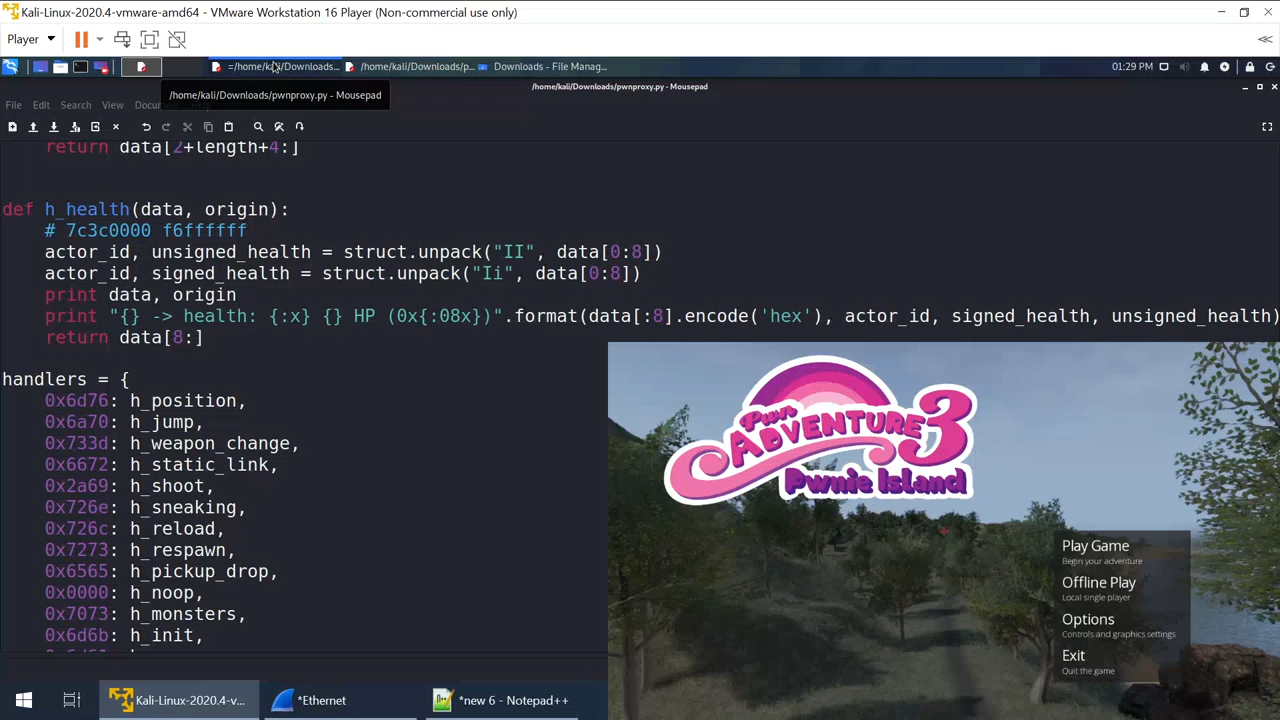 Kali-Linux-2020.4-vmware-amd64 - VMware Workstation 16 Player (Non-commercial use only)
Player
=/home/kali/Downloads...
/home/kali/Downloads/p...
Downloads - File Manag...
01:29 PM
/home/kali/Downloads/pwnproxy.py - Mousepad
/home/kali/Downloads/pwnproxy.py - Mousepad
File Edit Search View Docum
return data[2+length+4:]
def h_health(data, origin):
# 7c3c0000 f6ffffff
actor_id, unsigned_health = struct.unpack("II", data[0:8])
actor_id, signed_health = struct.unpack("Ii", data[0:8])
print data, origin
print "{} -> health: {:x} {} HP (0x{:08x})".format(data[:8].encode('hex'), actor_id, signed_health, unsigned_health)
return data[8:]
handlers = {
0x6d76: h_position,
0x6a70: h_jump,
0x733d: h_weapon_change,
0x6672: h_static_link,
0x2a69: h_shoot,
0x726e: h_sneaking,
0x726c: h_reload,
0x7273: h_respawn,
0x6565: h_pickup_drop,
0x0000: h_noop,
0x7073: h_monsters,
0x6d6b: h_init,
Pwn
ADVENTURE 3
Pwnie Island
Play Game
Begin your adventure
Offline Play
Local single player
Options
Controls and graphics settings
Exit
Quit the game
Kali-Linux-2020.4-v...
*Ethernet
*new 6 - Notepad++